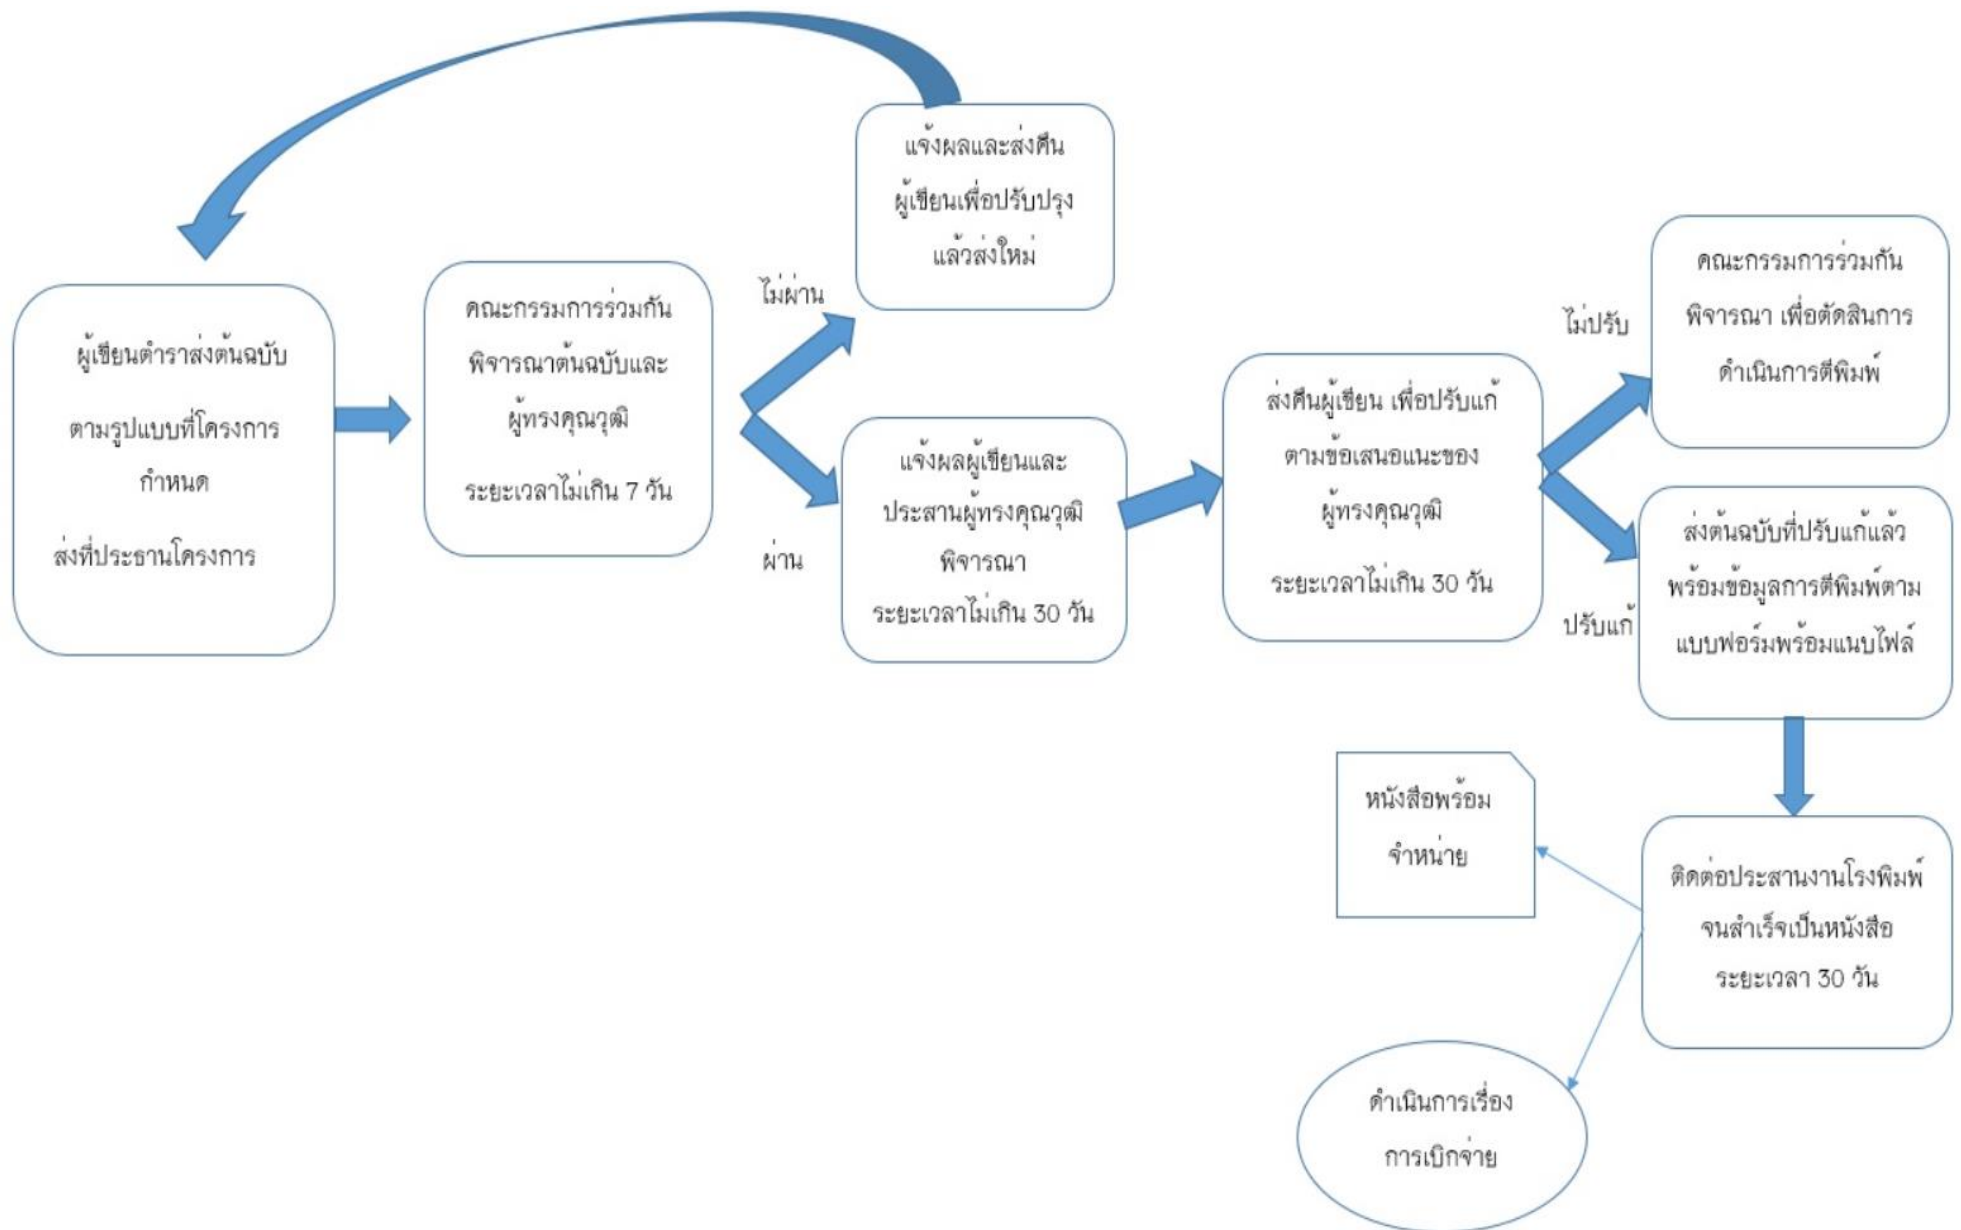 ผู้เขียนตำราส่งต้นฉบับ
ตามรูปแบบที่โครงการ
กำหนด
ส่งที่ประธานโครงการ
คณะกรรมการร่วมกัน
พิจารณาต้นฉบับและ
ผู้ทรงคุณวุฒิ
ระยะเวลาไม่เกิน 7 วัน
ไม่ผ่าน
แจ้งผลและส่งคืน
ผู้เขียนเพื่อปรับปรุง
แล้วส่งใหม่
ผ่าน
แจ้งผลผู้เขียนและ
ประสานผู้ทรงคุณวุฒิ
พิจารณา
ระยะเวลาไม่เกิน 30 วัน
ส่งคืนผู้เขียน เพื่อปรับแก้
ตามข้อเสนอแนะของ
ผู้ทรงคุณวุฒิ
ระยะเวลาไม่เกิน 30 วัน
ไม่ปรับ
คณะกรรมการร่วมกัน
พิจารณา เพื่อตัดสินการ
ดำเนินการตีพิมพ์
ปรับแก้
ส่งต้นฉบับที่ปรับแก้แล้ว
พร้อมข้อมูลการตีพิมพ์ตาม
แบบฟอร์มพร้อมแนบไฟล์
ติดต่อประสานงานโรงพิมพ์
จนสำเร็จเป็นหนังสือ
ระยะเวลา 30 วัน
หนังสือพร้อม
จำหน่าย
ดำเนินการเรื่อง
การเบิกจ่าย